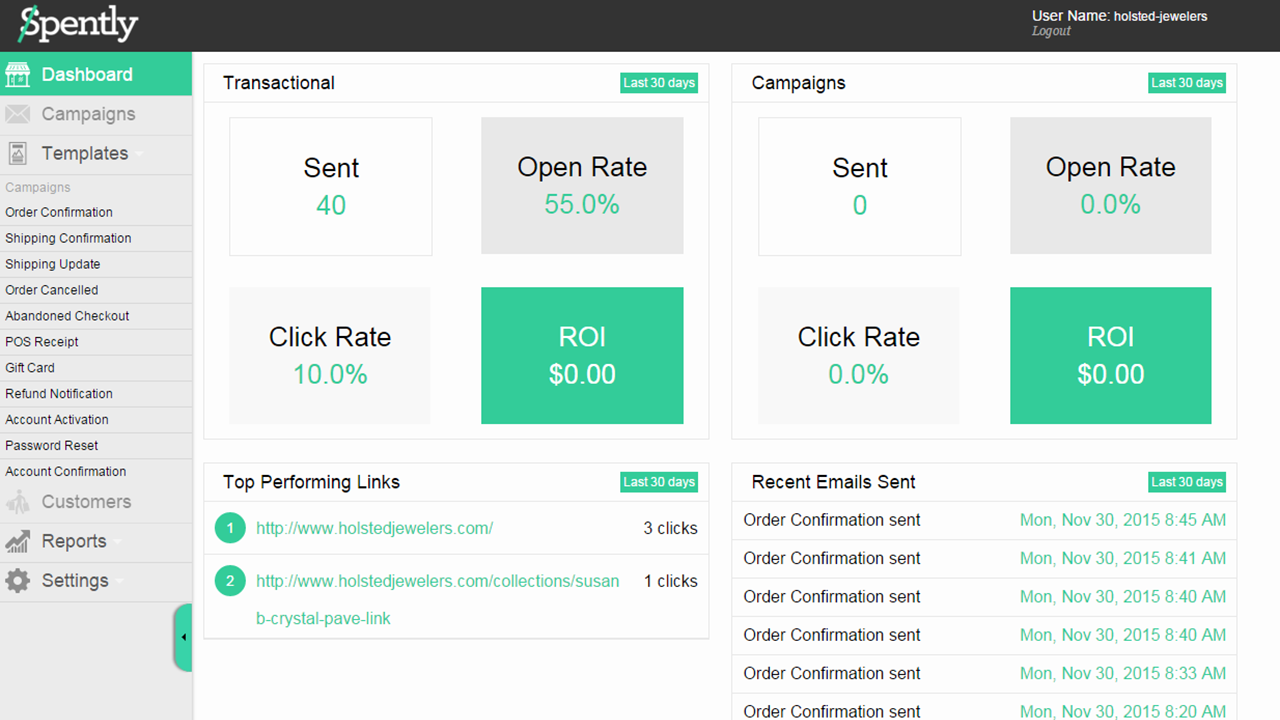 Spently
User Name: holsted-jewelers
Logout
Dashboard
Campaigns
Templates
Campaigns
Order Confirmation
Shipping Confirmation
Shipping Update
Order Cancelled
Abandoned Checkout
POS Receipt
Gift Card
Refund Notification
Account Activation
Password Reset
Account Confirmation
Customers
Reports
Settings
Transactional
Last 30 days
Sent
40
Open Rate
55.0%
Click Rate
10.0%
ROI
$0.00
Campaigns
Last 30 days
Sent
0
Open Rate
0.0%
Click Rate
0.0%
ROI
$0.00
Top Performing Links
Last 30 days
1 http://www.holstedjewelers.com/ 3 clicks
2 http://www.holstedjewelers.com/collections/susan 1 clicks
b-crystal-pave-link
Recent Emails Sent
Last 30 days
Order Confirmation sent Mon, Nov 30, 2015 8:45 AM
Order Confirmation sent Mon, Nov 30, 2015 8:41 AM
Order Confirmation sent Mon, Nov 30, 2015 8:40 AM
Order Confirmation sent Mon, Nov 30, 2015 8:40 AM
Order Confirmation sent Mon, Nov 30, 2015 8:33 AM
Order Confirmation sent Mon, Nov 30, 2015 8:20 AM